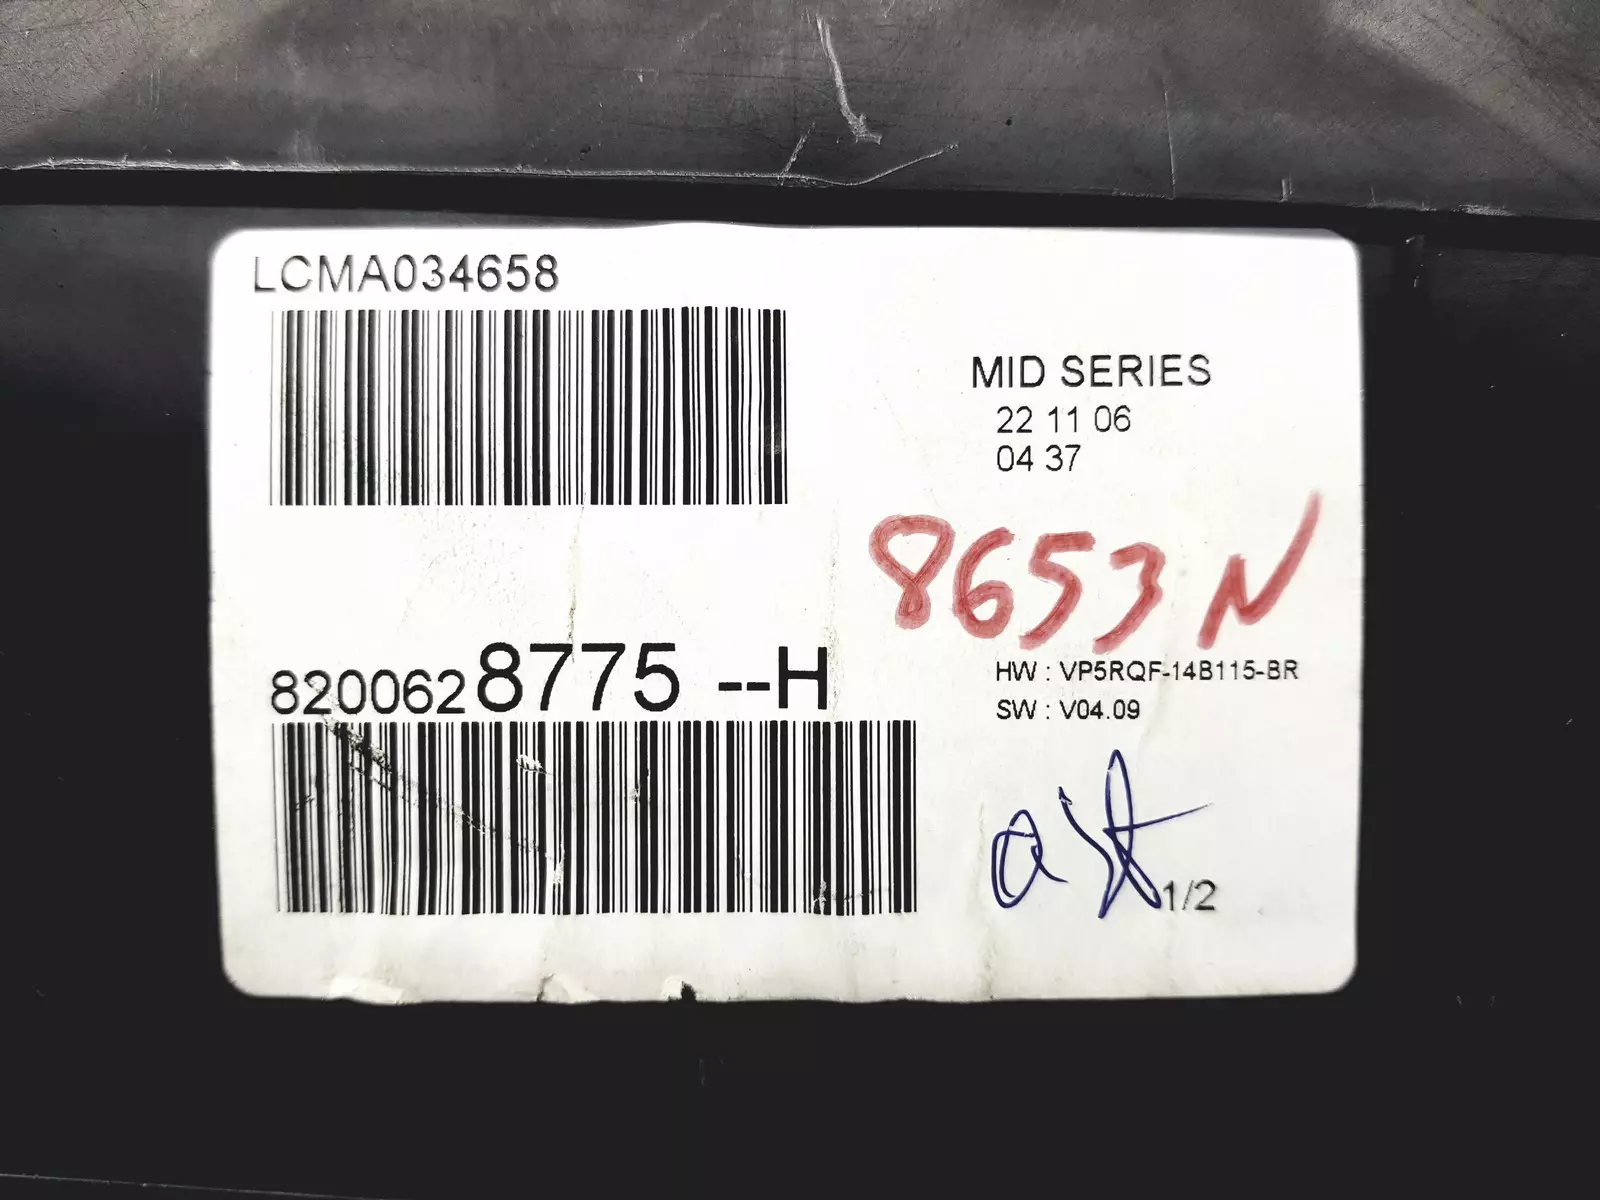 LCMA034658
MID SERIES
22 11 06
04 37
8653N
8200628775 --H
HW : VP5RQF-14B115-BR
SW : V04.09
1/2